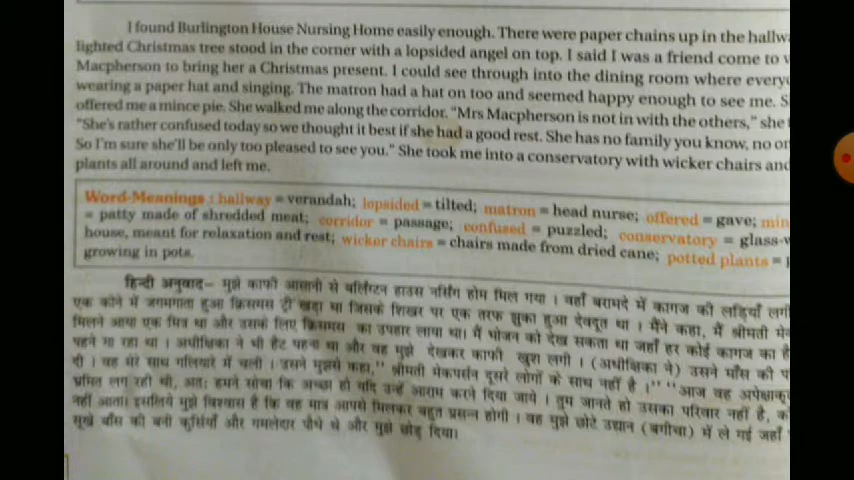 I found Burlington House Nursing Home easily enough. There were paper chains up in the
lighted Christmas tree stood in the corner with a lopsided angel on top. I said I was a friend come to
Macpherson to bring her a Christmas present. I could see through into the dining room where
wearing a paper hat and singing. The matron had a hat on too and seemed happy enough to see me.
offered me a mince pie. She walked me along the corridor. “Mrs Macpherson is not in with the others,” she
“She's rather confused today so we thought it best if she had a good rest. She has no family you know, no
So I'm sure she'll be only too pleased to see you.” She took me into a conservatory with wicker chairs and
plants all around and left me.
Word-Meanings : hallway = verandah; lopsided = tilted; matron = head nurse; offered = gave;
= patty made of shredded meat; corridor = passage; confused = puzzled; conservatory =
house, meant for relaxation and rest; wicker chairs = chairs made from dried cane; potted plants =
growing in pots.
हिन्दी अनुवाद– मुझे काफी आसानी से बर्लिंग्टन हाउस नर्सिंग होम मिल गया । वहाँ बरामदे में कागज की लड़ियाँ लगी
एक कोने में जगमगाता हुआ क्रिसमस ट्री खड़ा था जिसके शिखर पर एक तरफ झुका हुआ देवदूत था । मैंने कहा, मैं श्रीमती
मिलने आया एक मित्र था और उसके लिए क्रिसमस का उपहार लाया था। मैं भोजन को देख सकता था जहाँ हर कोई कागज का
पहने गा रहा था । अधीक्षिका ने भी हैट पहना था और वह मुझे देखकर काफी खुश लगी । (अधीक्षिका ने) उसने माँस की
दी । वह मेरे साथ गलियारे में चली । उसने मुझसे कहा,” श्रीमती मेकपर्सन दूसरे लोगों के साथ नहीं है ।” “आज वह
भ्रमित लग रही थी, अतः हमने सोचा कि अच्छा हो यदि उन्हें आराम करने दिया जाये । तुम जानते हो उसका परिवार नहीं है,
नहीं आता। इसलिये मुझे विश्वास है कि वह मात्र आपसे मिलकर बहुत प्रसन्न होगी । वह मुझे छोटे उद्यान (बगीचा) में ले गई जहाँ
सूखे बाँस की बनी कुर्सियाँ और गमलेदार पौधे थे और मुझे छोड़ दिया।